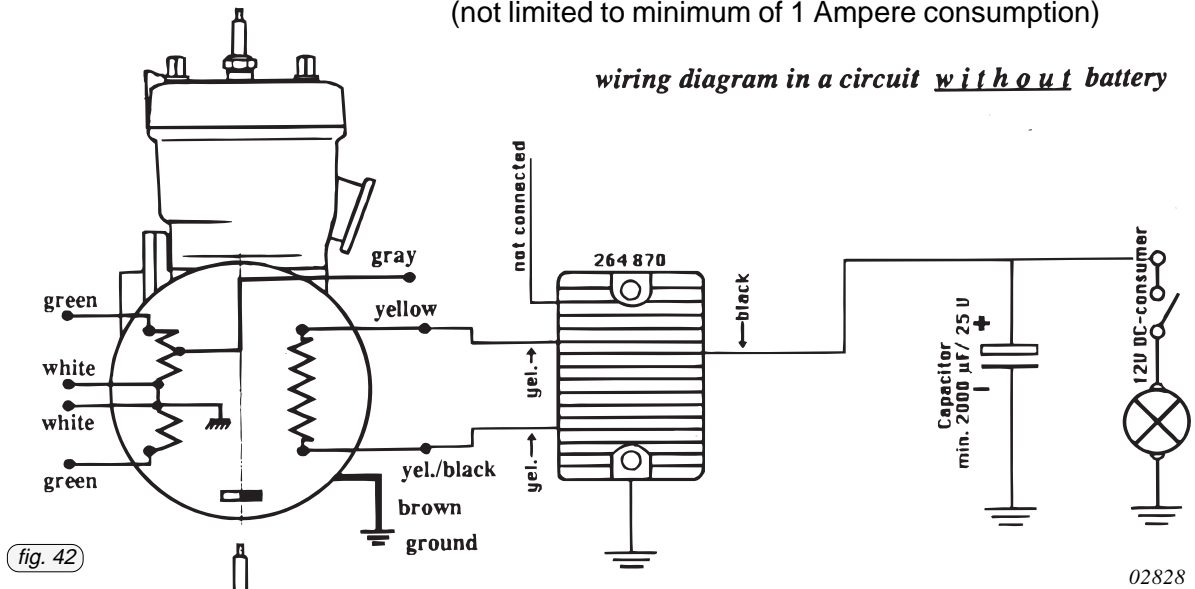 (not limited to minimum of 1 Ampere consumption)
wiring diagram in a circuit without battery
not connected
264 870
gray
green
yellow
black
12V DC-consumer
Capacitor
min. 2000 µF/ 25 V
+
−
white
yel.
white
green
yel./black
yel.
brown
ground
fig. 42
02828